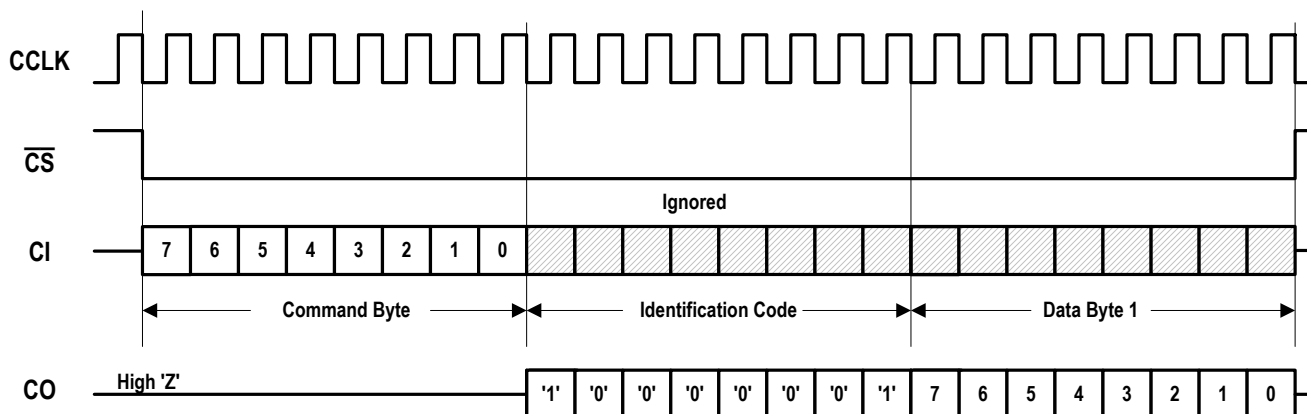 CCLK
C̅S̅
Ignored
CI 7 6 5 4 3 2 1 0
Command Byte Identification Code Data Byte 1
CO High 'Z' '1' '0' '0' '0' '0' '0' '0' '1' 7 6 5 4 3 2 1 0